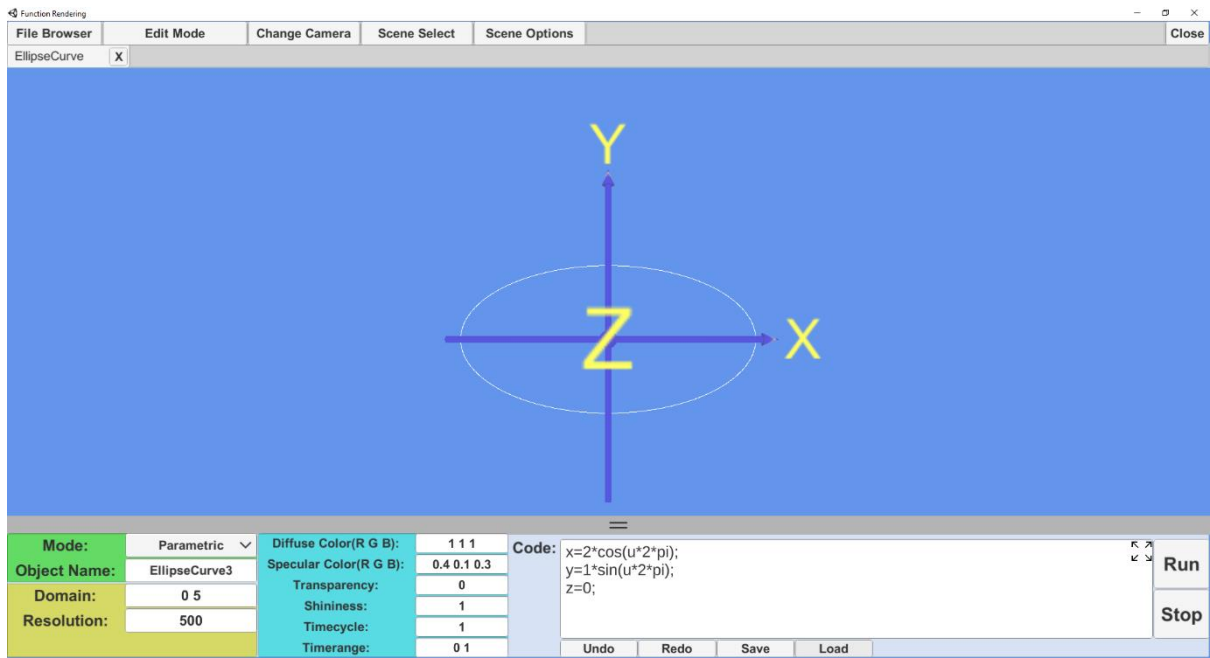 Function Rendering
File Browser Edit Mode Change Camera Scene Select Scene Options Close
EllipseCurve X
Y
Z X
Mode: Parametric
Object Name: EllipseCurve3
Domain: 0 5
Resolution: 500
Diffuse Color(R G B): 1 1 1
Specular Color(R G B): 0.4 0.1 0.3
Transparency: 0
Shininess: 1
Timecycle: 1
Timerange: 0 1
Code:
x=2*cos(u*2*pi);
y=1*sin(u*2*pi);
z=0;
Undo Redo Save Load
Run
Stop